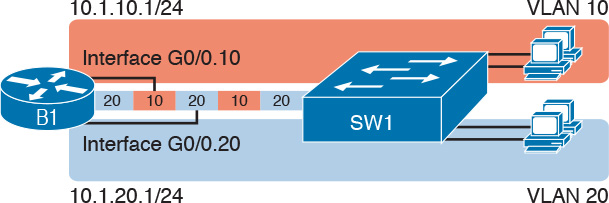 10.1.10.1/24
VLAN 10
Interface G0/0.10
20 10 20 10 20
B1
SW1
Interface G0/0.20
10.1.20.1/24
VLAN 20